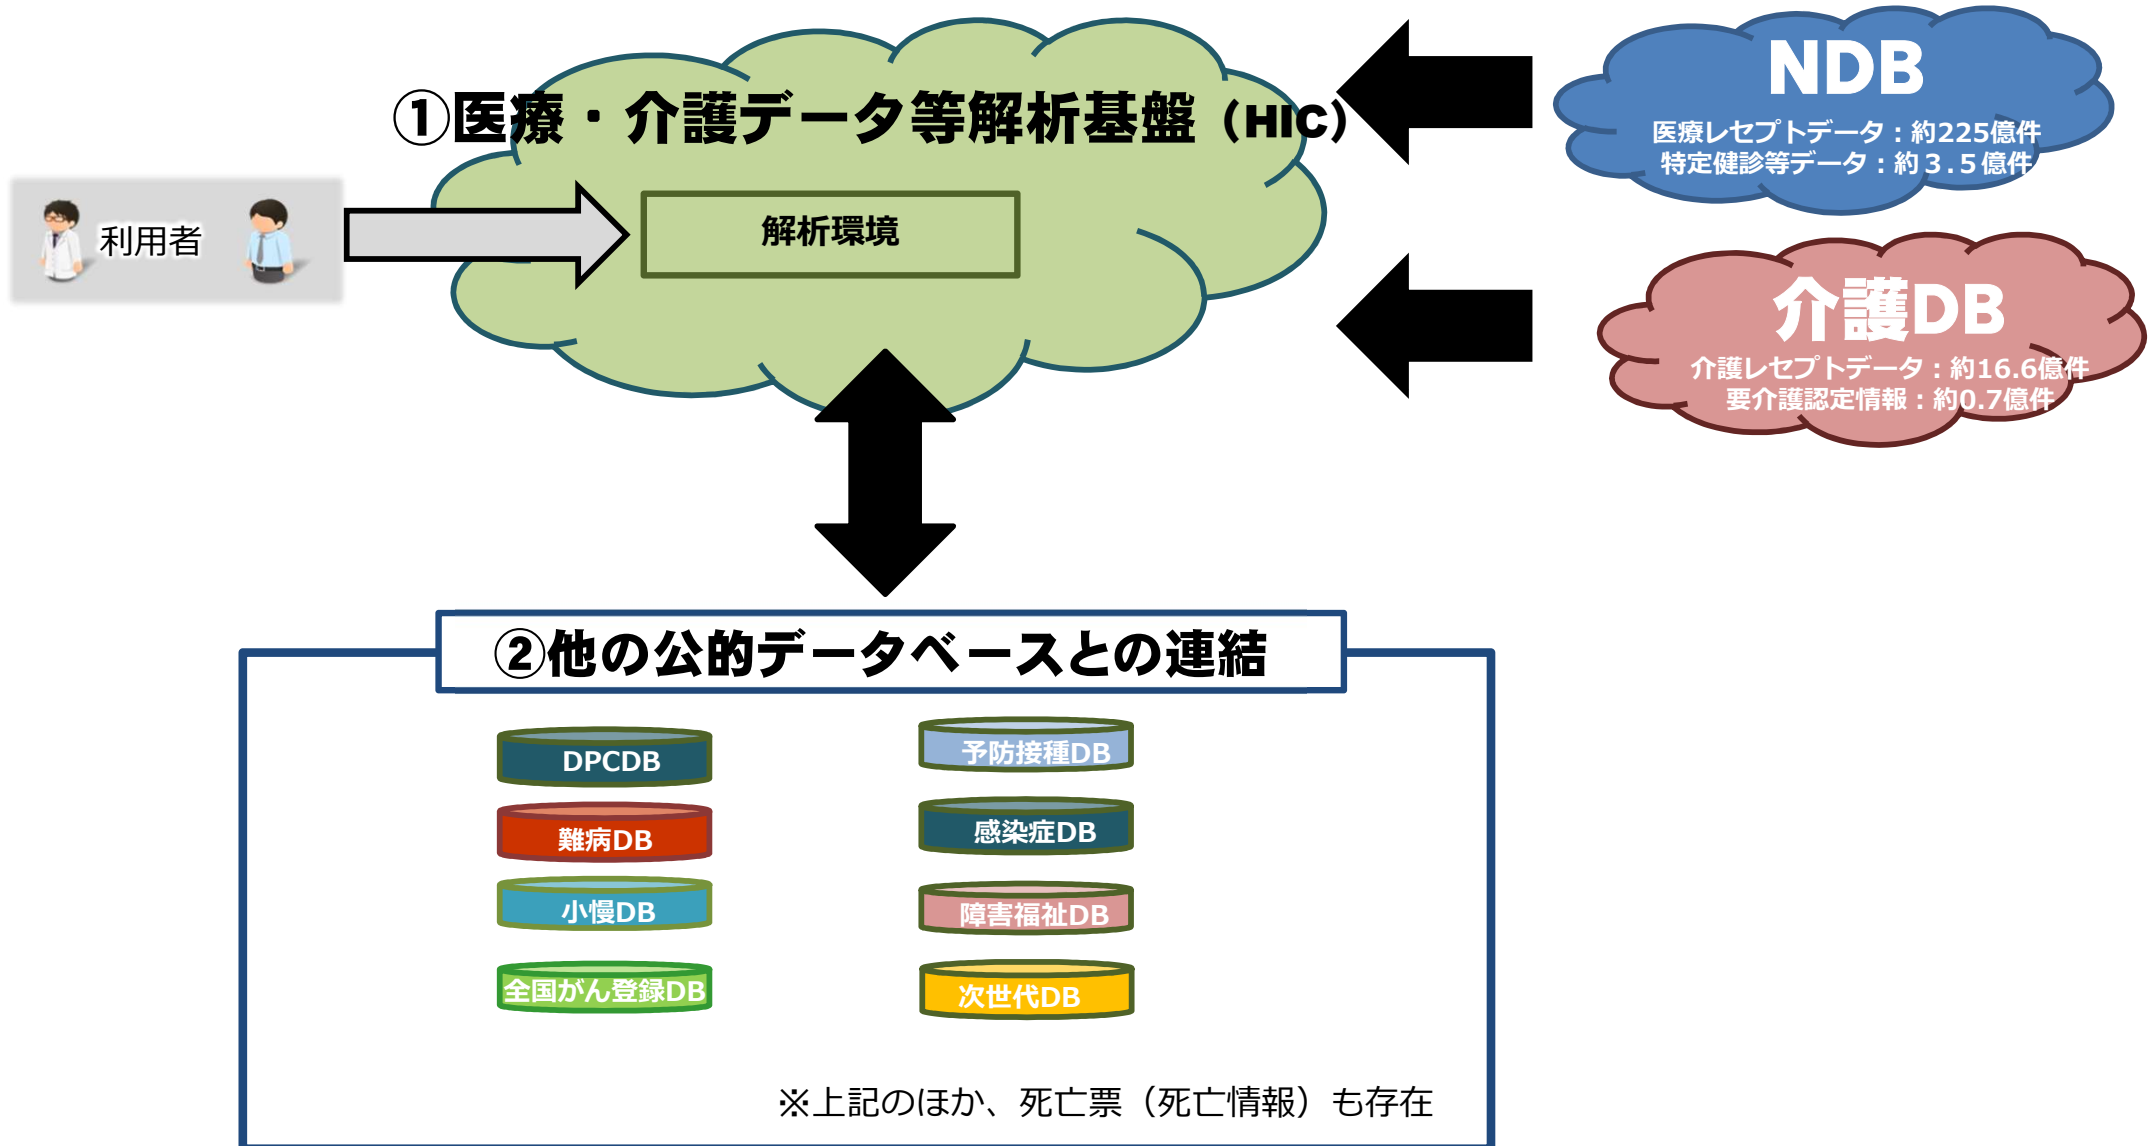 ①医療・介護データ等解析基盤（HIC）
利用者
解析環境
NDB
医療レセプトデータ：約225億件
特定健診等データ：約３.５億件
介護DB
介護レセプトデータ：約16.6億件
要介護認定情報：約0.7億件
②他の公的データベースとの連結
DPCDB
難病DB
小慢DB
全国がん登録DB
予防接種DB
感染症DB
障害福祉DB
次世代DB
※上記のほか、死亡票（死亡情報）も存在